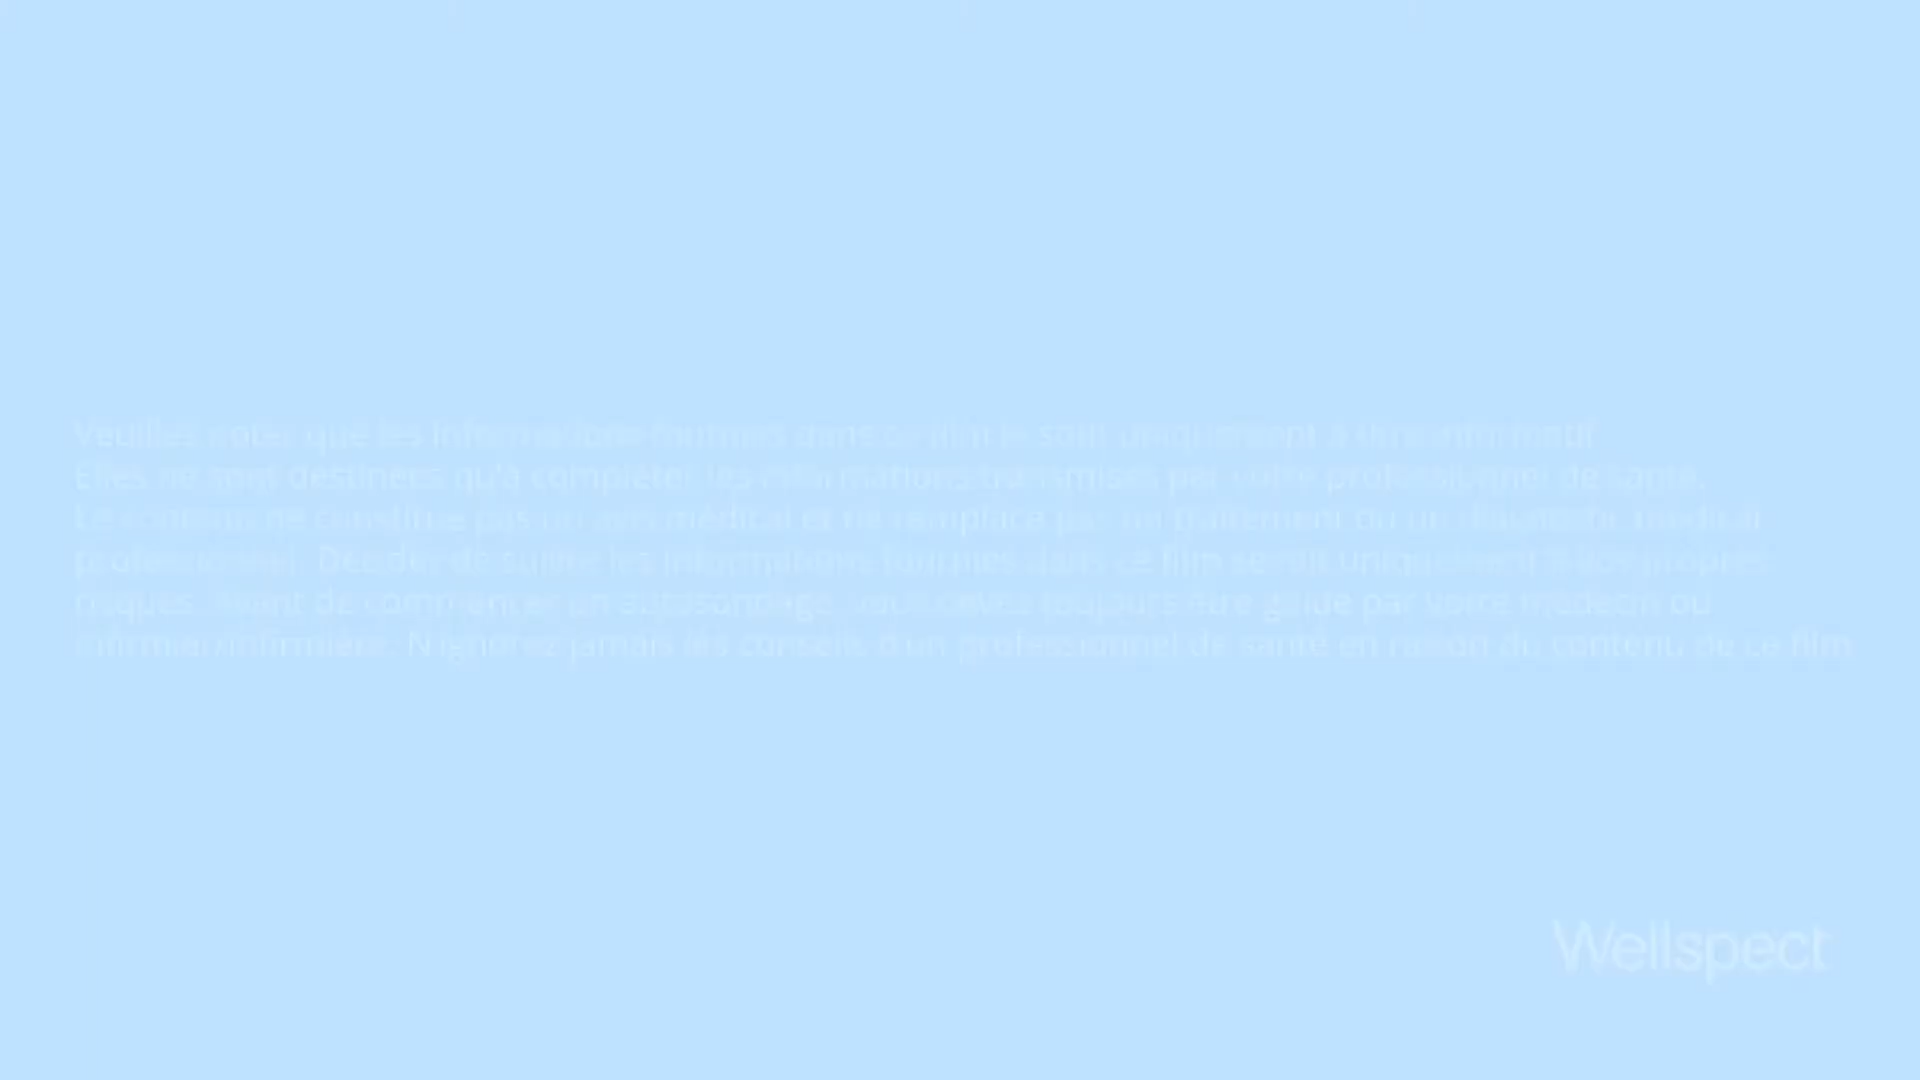 Veuillez noter que les informations fournies dans ce film le sont uniquement à titre informatif.
Elles ne sont destinées qu'à compléter les informations transmises par votre professionnel de santé.
Le contenu ne constitue pas un avis médical et ne remplace pas un traitement ou un diagnostic médical
professionnel. Décider de suivre les informations fournies dans ce film serait uniquement à vos propres
risques. Avant de commencer un autosondage, vous devez toujours être guidé par votre médecin ou
infirmier/infirmière. N'ignorez jamais les conseils d'un professionnel de santé en raison du contenu de ce film
Wellspect